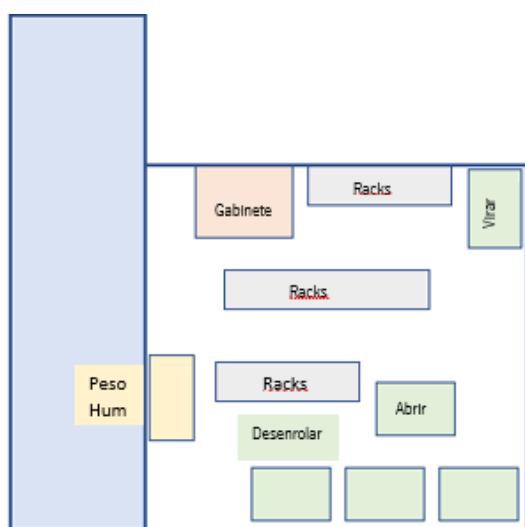 Racks
Gabinete
Virar
Racks
Peso
Hum
Racks
Abrir
Desenrolar